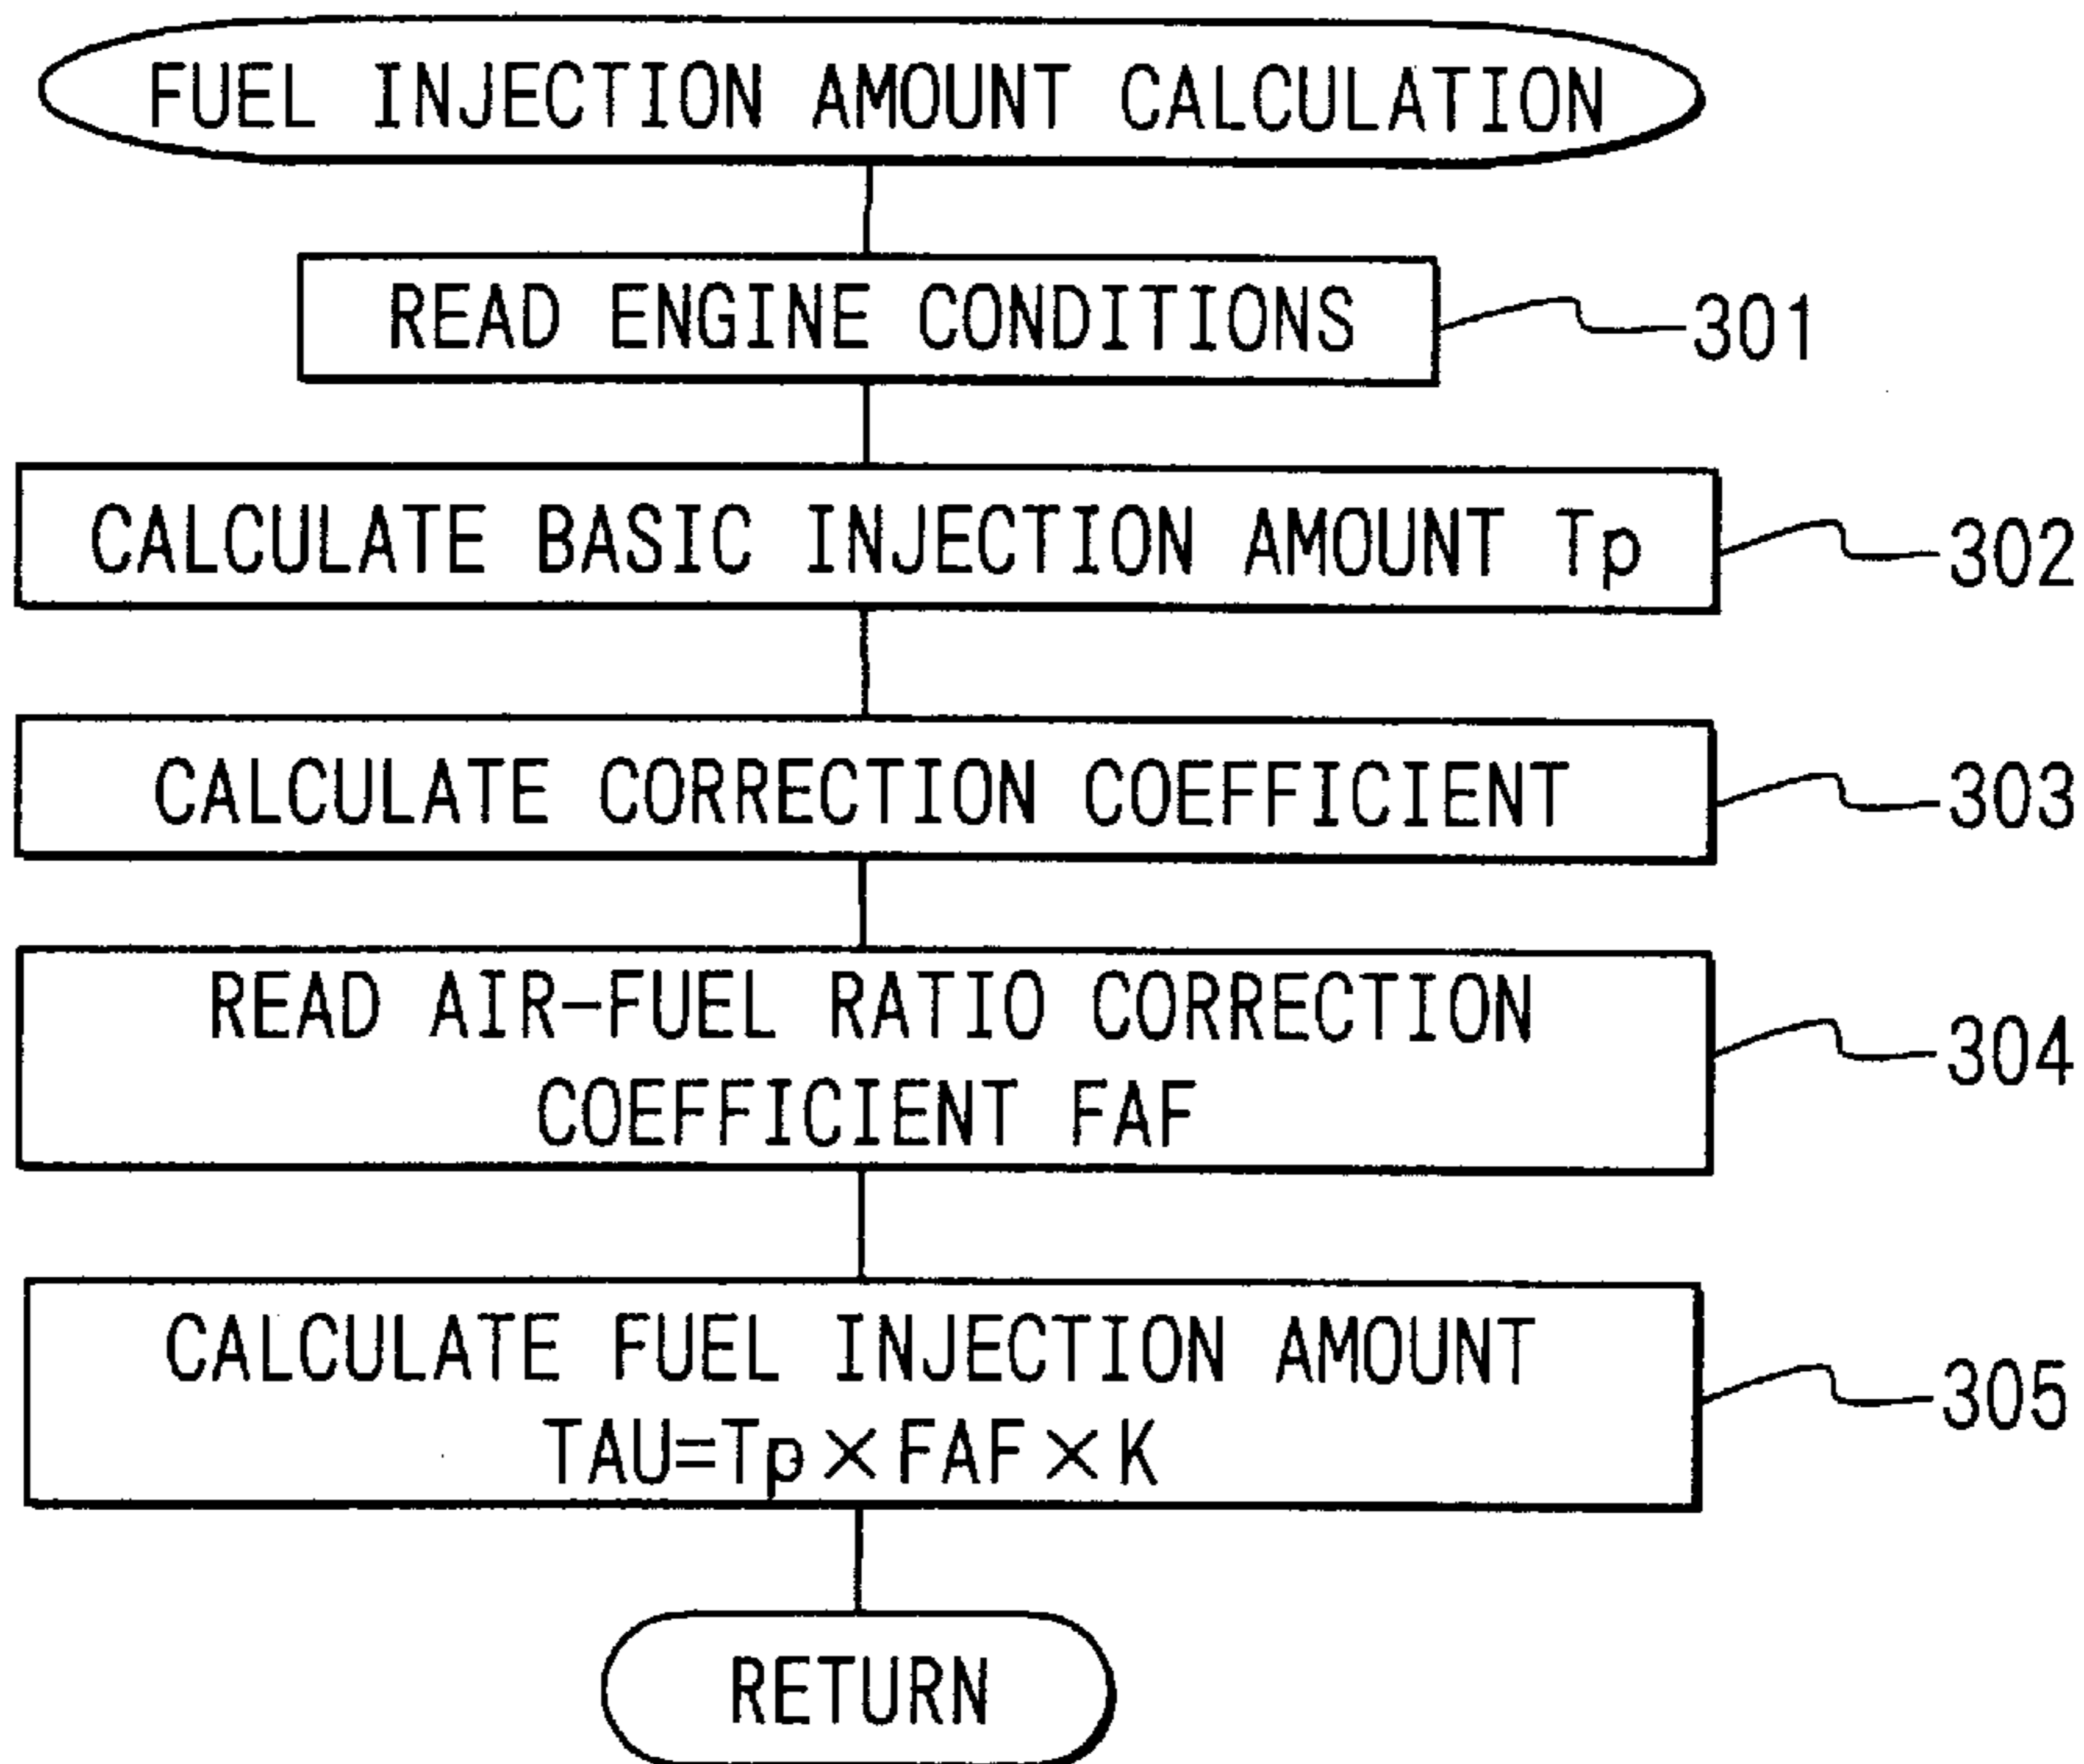 FUEL INJECTION AMOUNT CALCULATION
READ ENGINE CONDITIONS
301
CALCULATE BASIC INJECTION AMOUNT Tp
302
CALCULATE CORRECTION COEFFICIENT
303
READ AIR-FUEL RATIO CORRECTION
COEFFICIENT FAF
304
CALCULATE FUEL INJECTION AMOUNT
TAU=Tp×FAF×K
305
RETURN